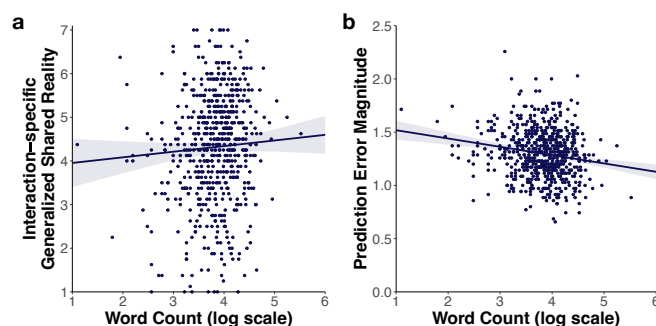 a
Interaction–specific
Generalized Shared Reality
7
6
5
4
3
2
1
1 2 3 4 5 6
Word Count (log scale)
b
Prediction Error Magnitude
2.5
2.0
1.5
1.0
0.5
0.0
1 2 3 4 5 6
Word Count (log scale)